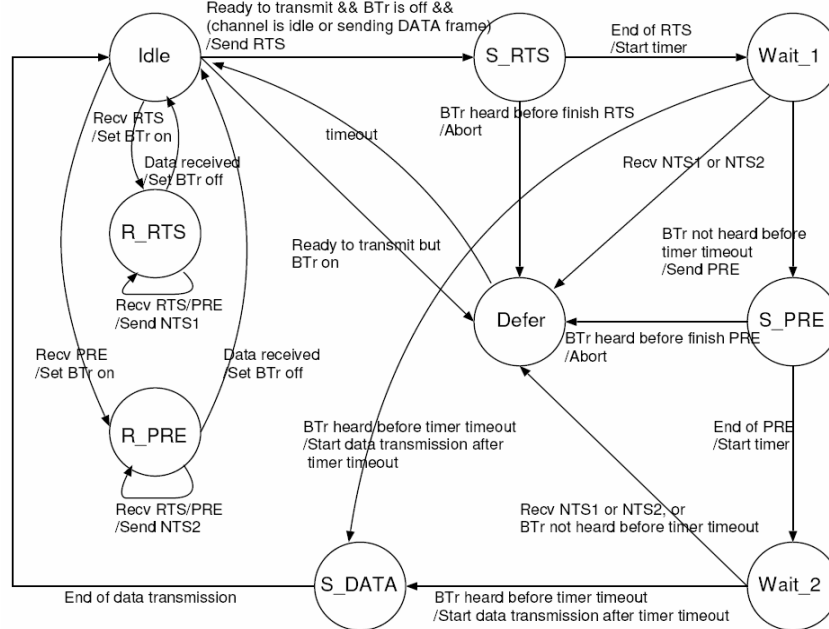 Ready to transmit && BTr is off &&
(channel is idle or sending DATA frame)
/Send RTS
End of RTS
/Start timer
Idle
S_RTS
Wait_1
Recv RTS
/Set BTr on
BTr heard before finish RTS
/Abort
timeout
Data received
/Set BTr off
Recv NTS1 or NTS2
R_RTS
Ready to transmit but
BTr on
BTr not heard before
timer timeout
/Send PRE
Recv RTS/PRE
/Send NTS1
Defer
S_PRE
BTr heard before finish PRE
/Abort
Recv PRE
/Set BTr on
Data received
/Set BTr off
R_PRE
BTr heard before timer timeout
/Start data transmission after
timer timeout
End of PRE
/Start timer
Recv RTS/PRE
/Send NTS2
Recv NTS1 or NTS2, or
BTr not heard before timer timeout
S_DATA
Wait_2
End of data transmission
BTr heard before timer timeout
/Start data transmission after timer timeout